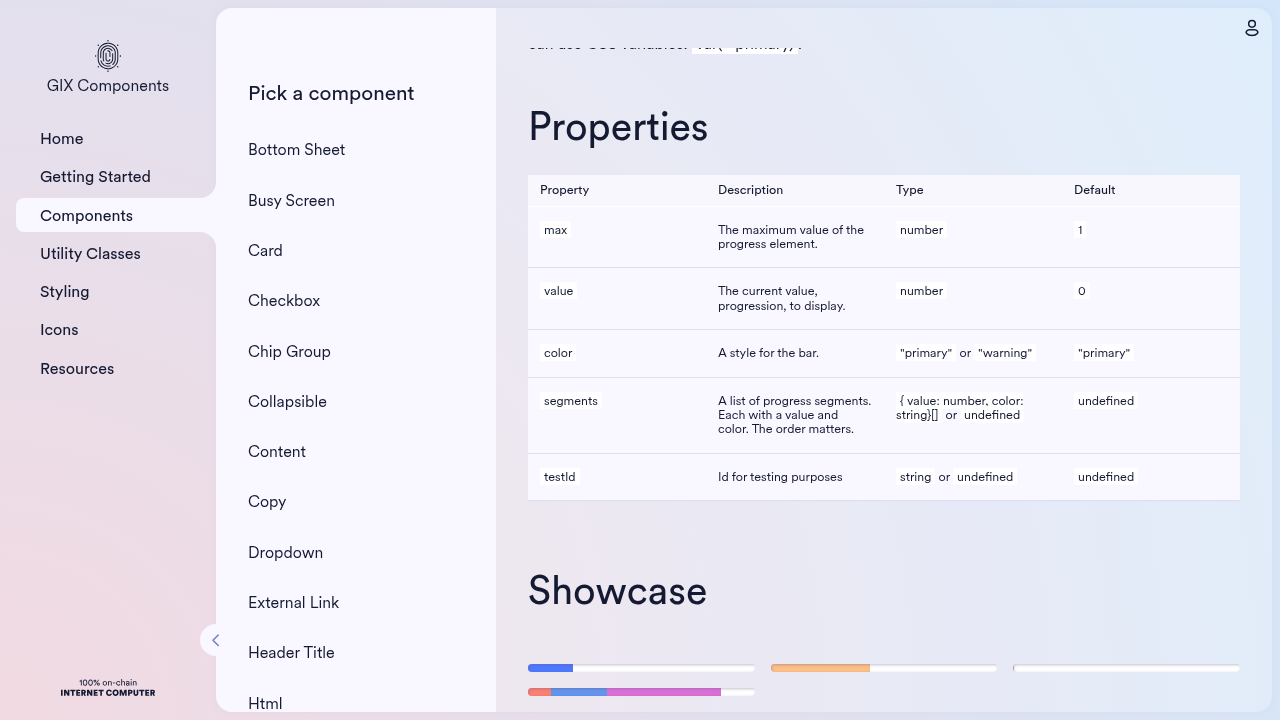 GIX Components
Home
Getting Started
Components
Utility Classes
Styling
Icons
Resources
100% on-chain
INTERNET COMPUTER
Pick a component
Bottom Sheet
Busy Screen
Card
Checkbox
Chip Group
Collapsible
Content
Copy
Dropdown
External Link
Header Title
Html
Properties
Property Description Type Default
max The maximum value of the progress element. number 1
value The current value, progression, to display. number 0
color A style for the bar. "primary" or "warning" "primary"
segments A list of progress segments. Each with a value and color. The order matters. { value: number, color: string}[] or undefined undefined
testId Id for testing purposes string or undefined undefined
Showcase